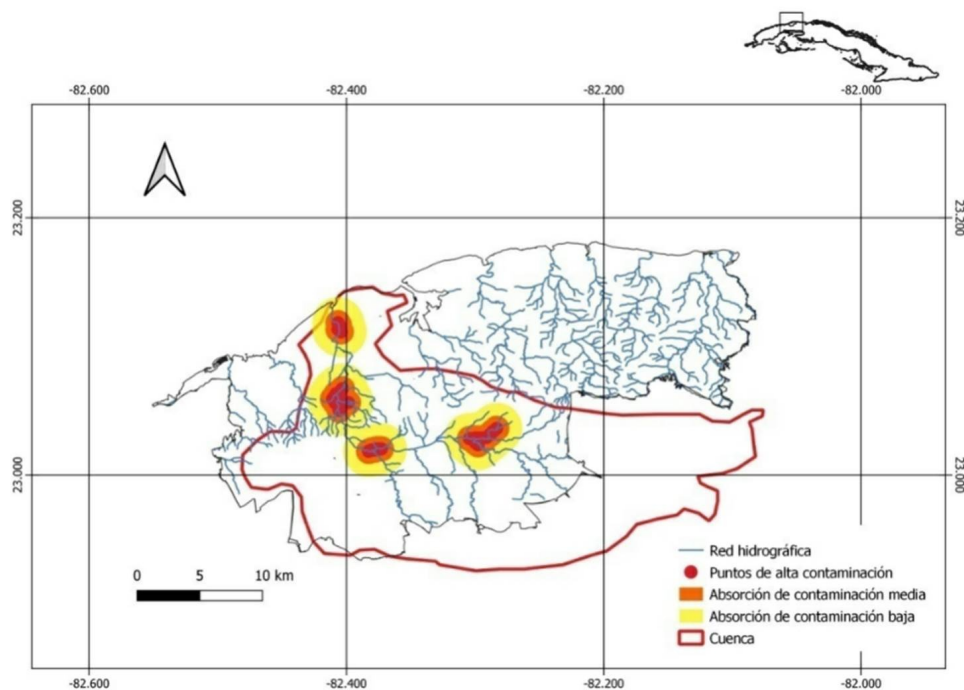 -82.600 -82.400 -82.200 -82.000
23.200 23.200
23.000 23.000
0 5 10 km
Red hidrográfica
Puntos de alta contaminación
Absorción de contaminación media
Absorción de contaminación baja
Cuenca
-82.600 -82.400 -82.200 -82.000